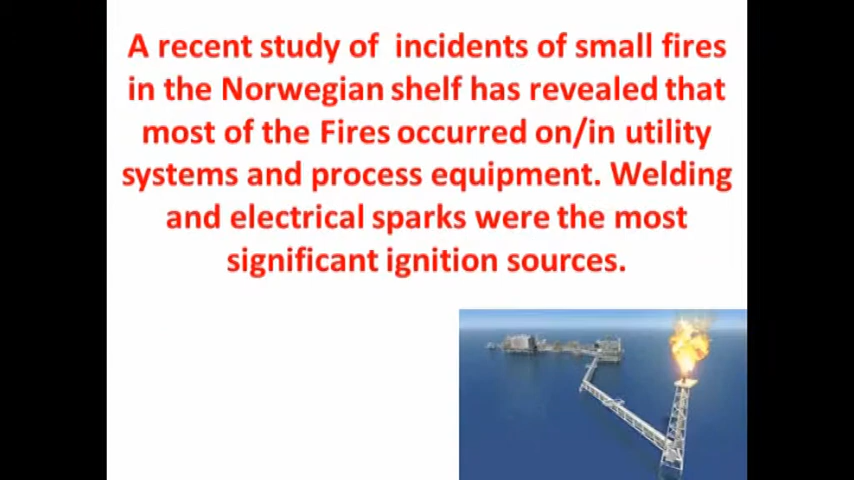 A recent study of incidents of small fires
in the Norwegian shelf has revealed that
most of the Fires occurred on/in utility
systems and process equipment. Welding
and electrical sparks were the most
significant ignition sources.